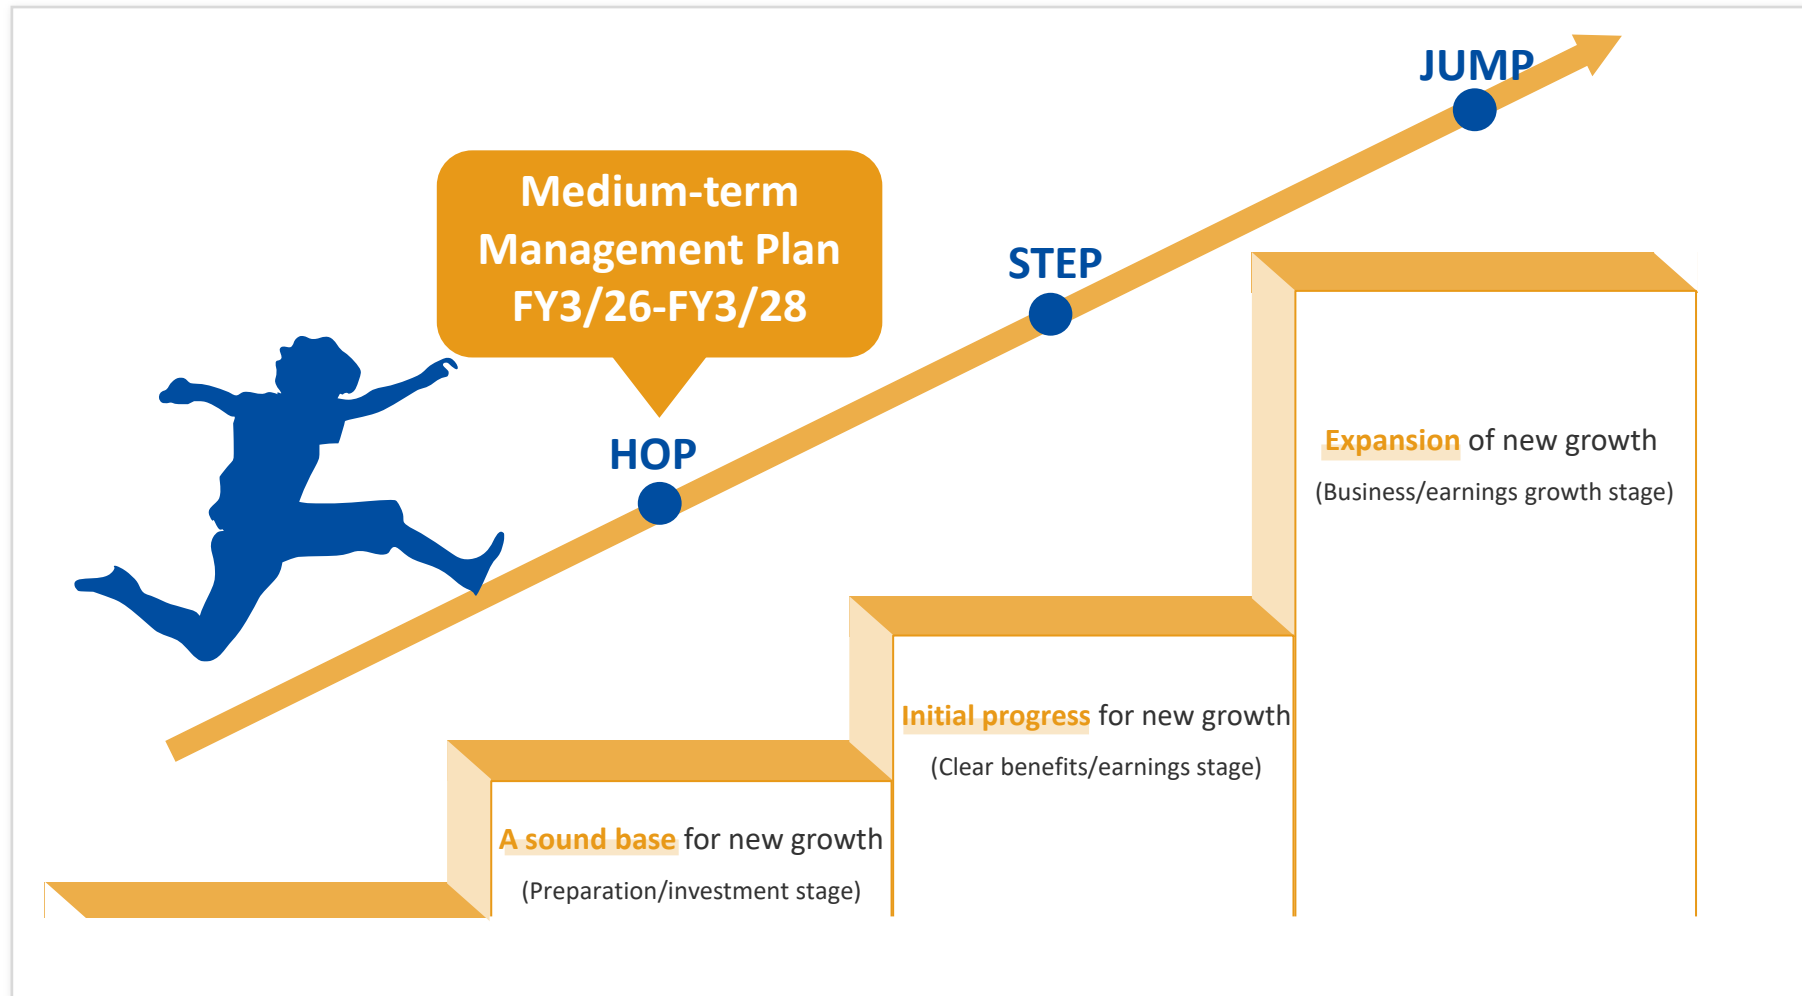 JUMP
Medium-term
Management Plan
FY3/26-FY3/28
STEP
HOP
Expansion of new growth
(Business/earnings growth stage)
Initial progress for new growth
(Clear benefits/earnings stage)
A sound base for new growth
(Preparation/investment stage)